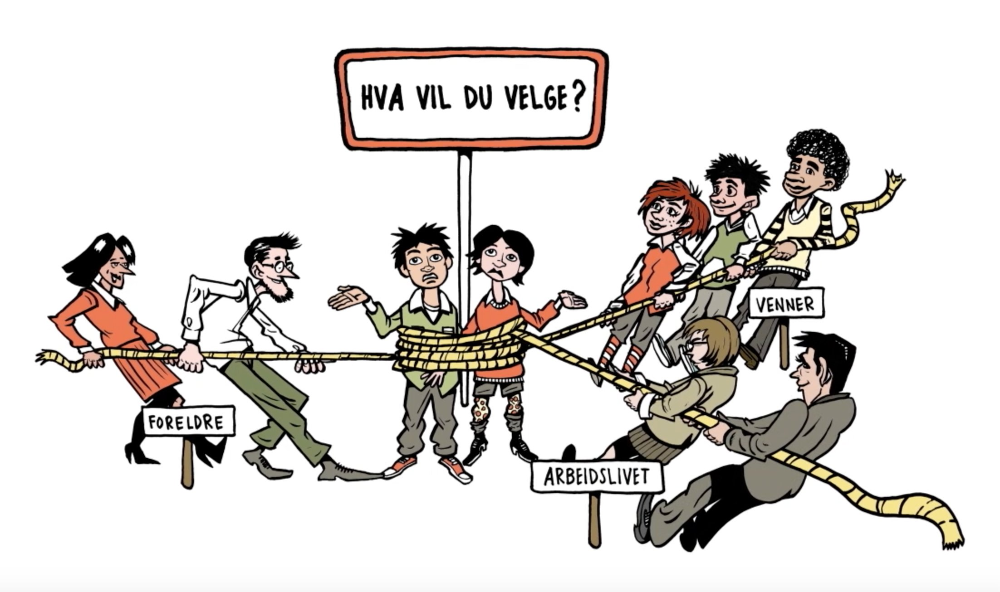 HVA VIL DU VELGE?
VENNER
FORELDRE
ARBEIDSLIVET